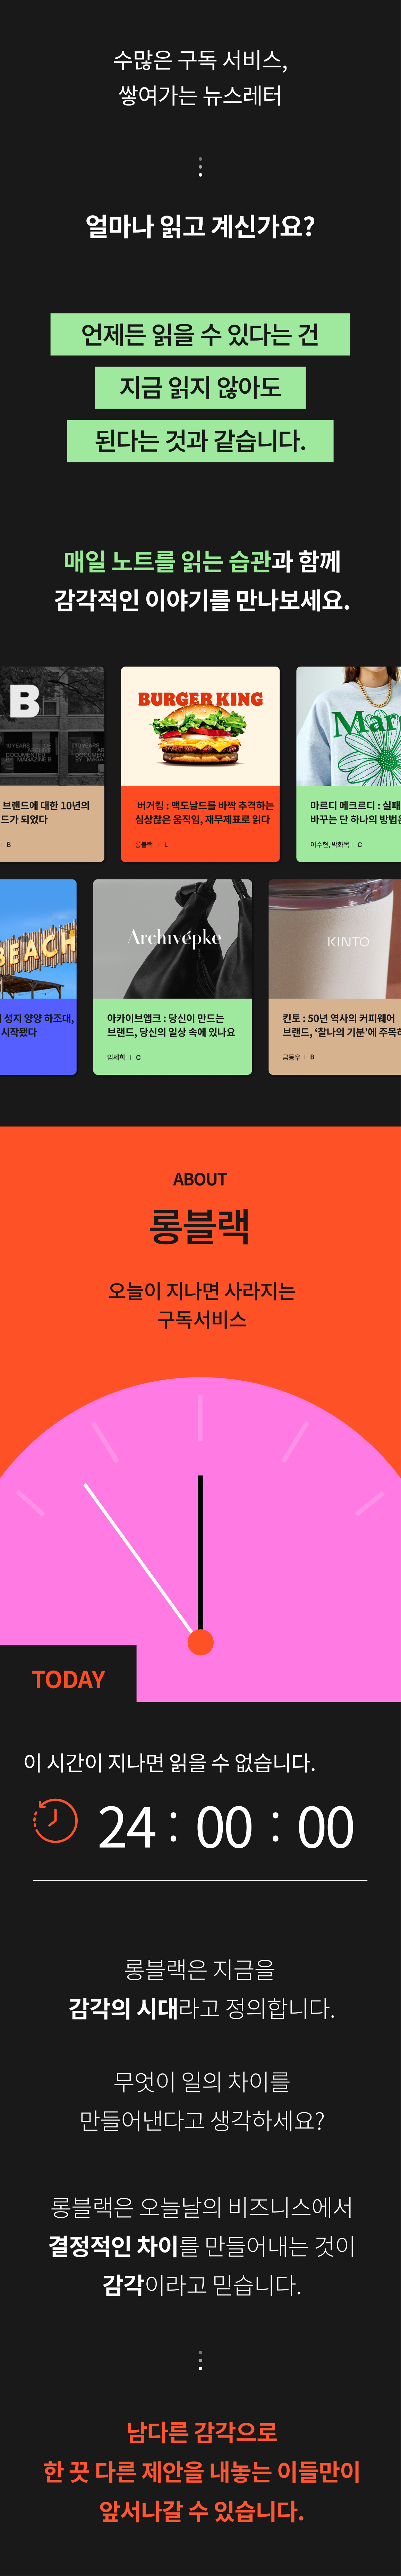 수많은 구독 서비스,
쌓여가는 뉴스레터
얼마나 읽고 계신가요?
언제든 읽을 수 있다는 건
지금 읽지 않아도
된다는 것과 같습니다.
매일 노트를 읽는 습관과 함께
감각적인 이야기를 만나보세요.
B
브랜드에 대한 10년의
드가 되었다
B
BURGER KING
버거킹 : 맥도날드를 바짝 추격하는
심상찮은 움직임, 재무제표로 읽다
롱블랙 | L
Mar
마르디 메크르디 : 실패
바꾸는 단 하나의 방법은
이수현, 박화목 | C
BEACH
성지 양양 하조대,
시작됐다
Archivépke
아카이브앱크 : 당신이 만드는
브랜드, 당신의 일상 속에 있나요
임세희 | C
KINTO
킨토 : 50년 역사의 커피웨어
브랜드, ‘찰나의 기분’에 주목하
김동우 | B
ABOUT
롱블랙
오늘이 지나면 사라지는
구독서비스
TODAY
이 시간이 지나면 읽을 수 없습니다.
24 : 00 : 00
롱블랙은 지금을
감각의 시대라고 정의합니다.
무엇이 일의 차이를
만들어낸다고 생각하세요?
롱블랙은 오늘날의 비즈니스에서
결정적인 차이를 만들어내는 것이
감각이라고 믿습니다.
남다른 감각으로
한 끗 다른 제안을 내놓는 이들만이
앞서나갈 수 있습니다.